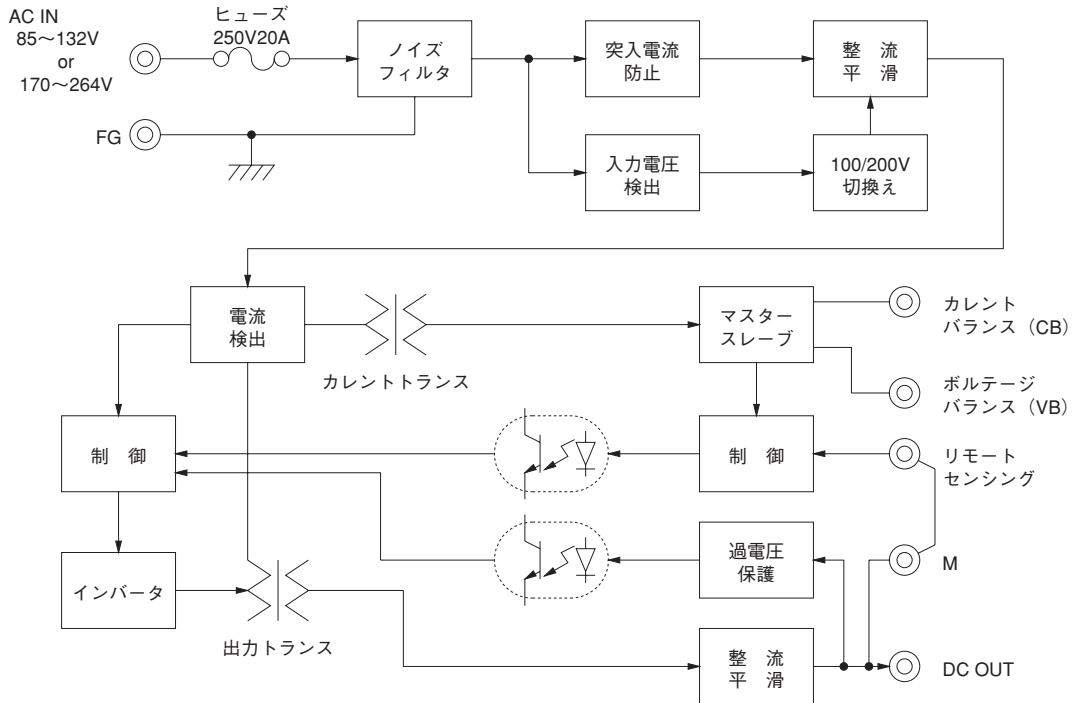 AC IN
85～132V
or
170～264V
ヒューズ
250V20A
ノイズ
フィルタ
突入電流
防止
整　流
平　滑
FG
入力電圧
検出
100/200V
切換え
電流
検出
カレントトランス
マスター
スレーブ
カレント
バランス（CB）
ボルテージ
バランス（VB）
制　御
制　御
リモート
センシング
インバータ
過電圧
保護
M
出力トランス
整　流
平　滑
DC OUT